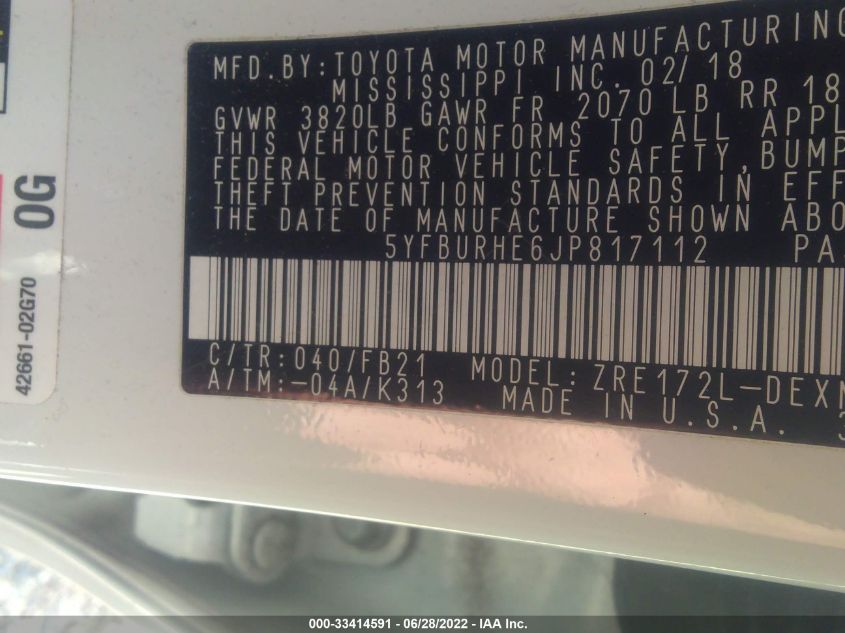 MFD.BY:TOYOTA MOTOR MANUFACTURING
MISSISSIPPI INC. 02/18
GVWR 3820LB GAWR FR 2070LB RR 18
THIS VEHICLE CONFORMS TO ALL APPL
FEDERAL MOTOR VEHICLE SAFETY,BUMP
THEFT PREVENTION STANDARDS IN EFF
THE DATE OF MANUFACTURE SHOWN ABO
5YFBURHE6JP817112 PA
C/TR:040/FB21 MODEL:ZRE172L-DEX
A/TM:-04A/K313 MADE IN U.S.A. 3
0G
42661-02G70
000-33414591 - 06/28/2022 - IAA Inc.